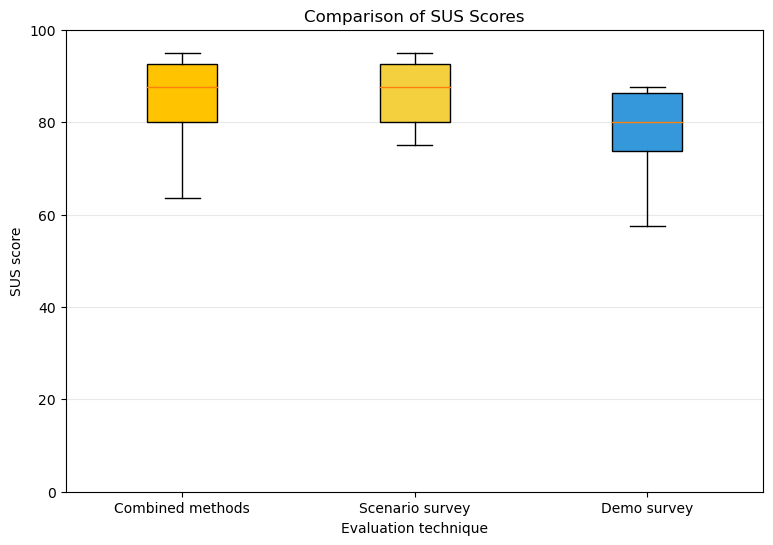 Comparison of SUS Scores
100
80
60
40
20
0
SUS score
Combined methods
Scenario survey
Demo survey
Evaluation technique